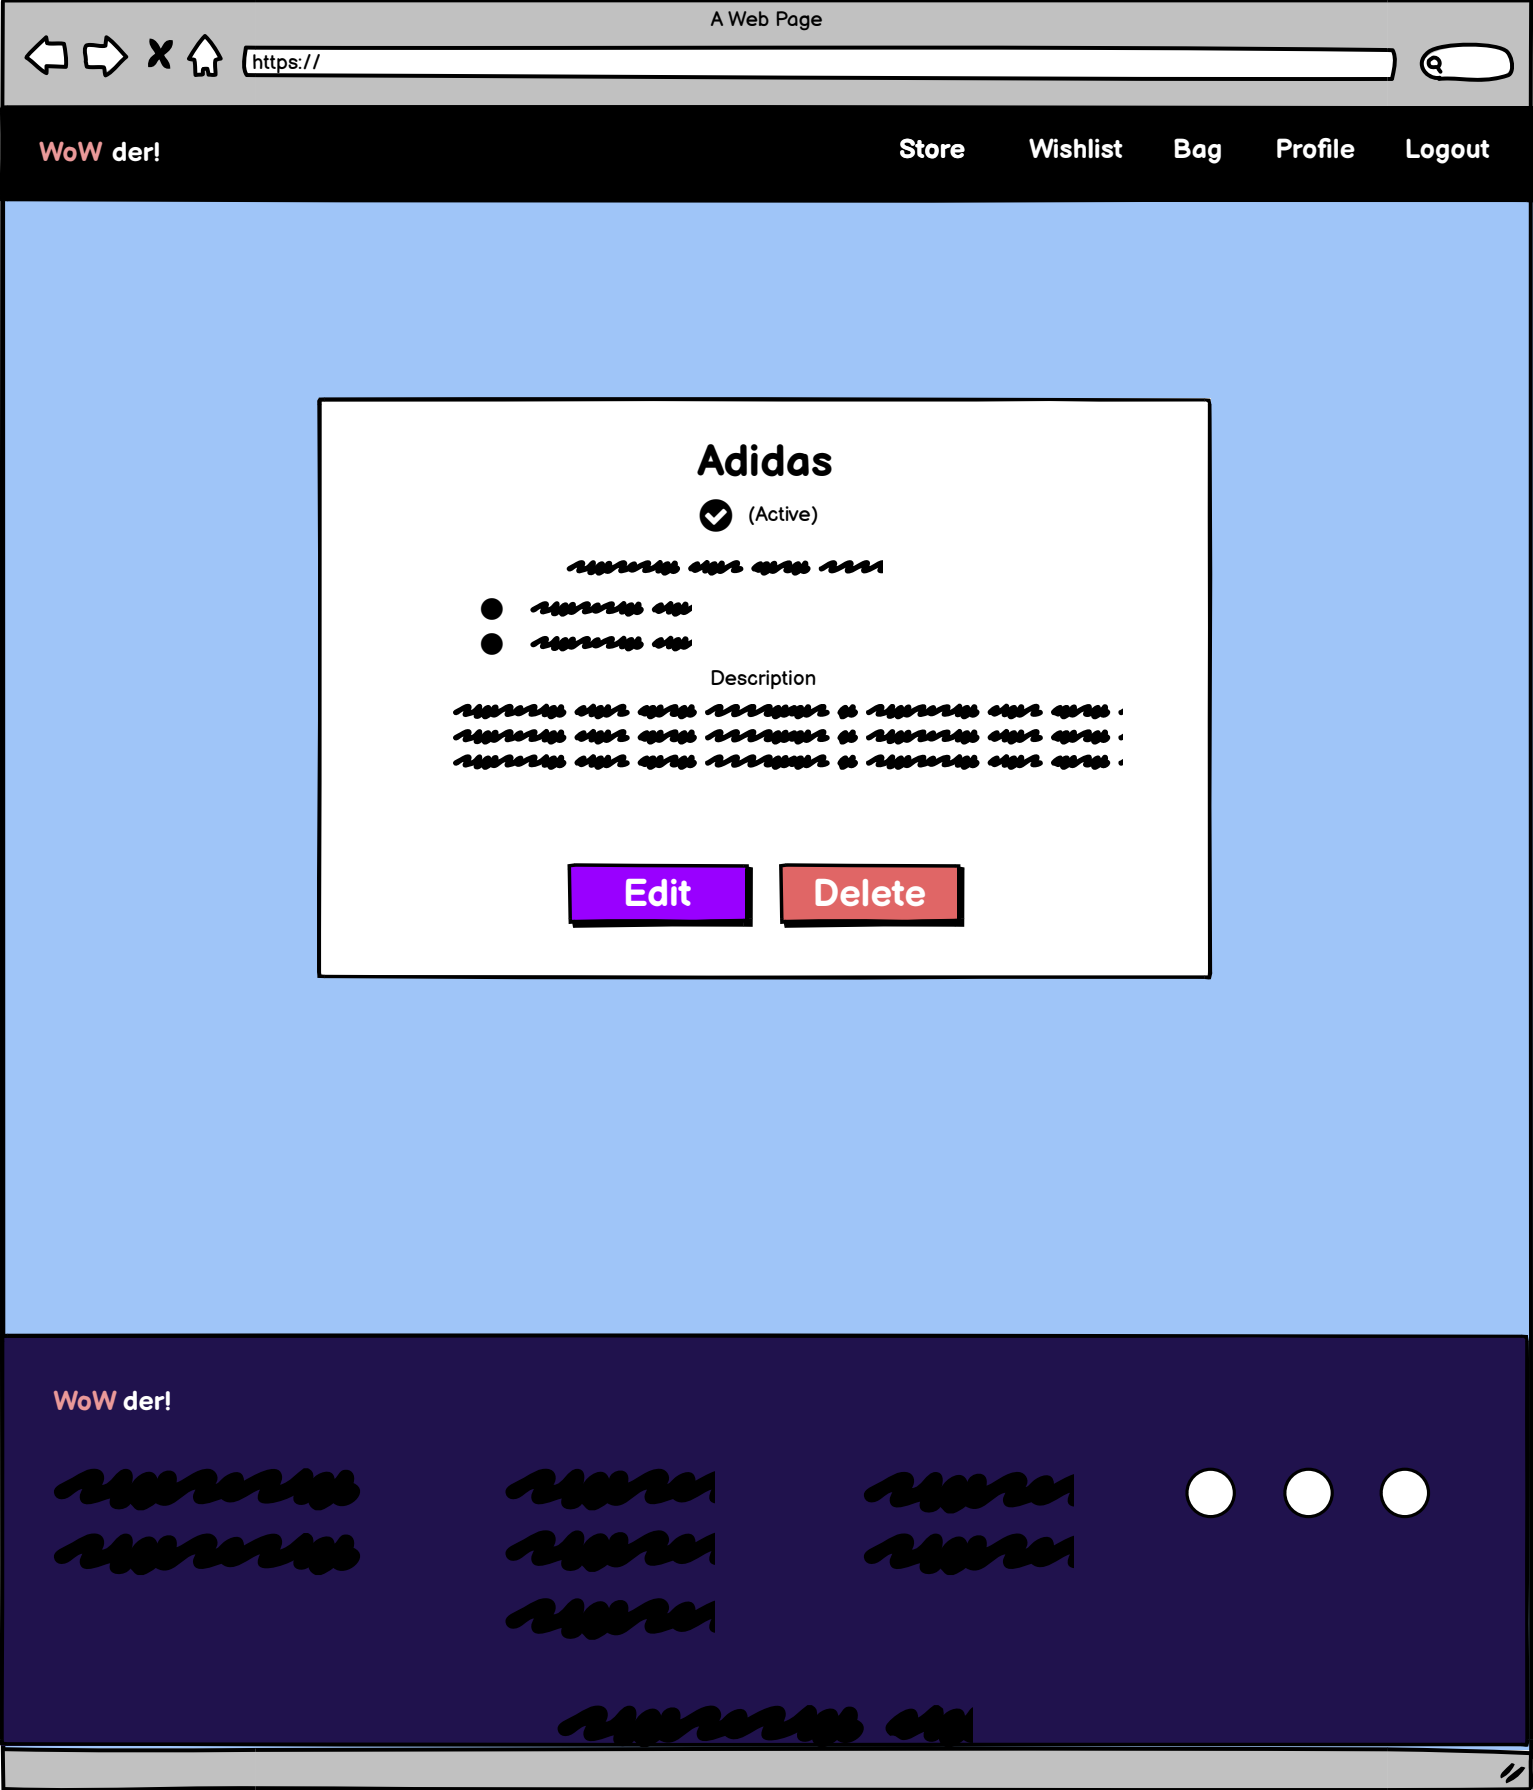 A Web Page
https://
WoW der!
Store Wishlist Bag Profile Logout
Adidas
(Active)
Description
Edit Delete
WoW der!